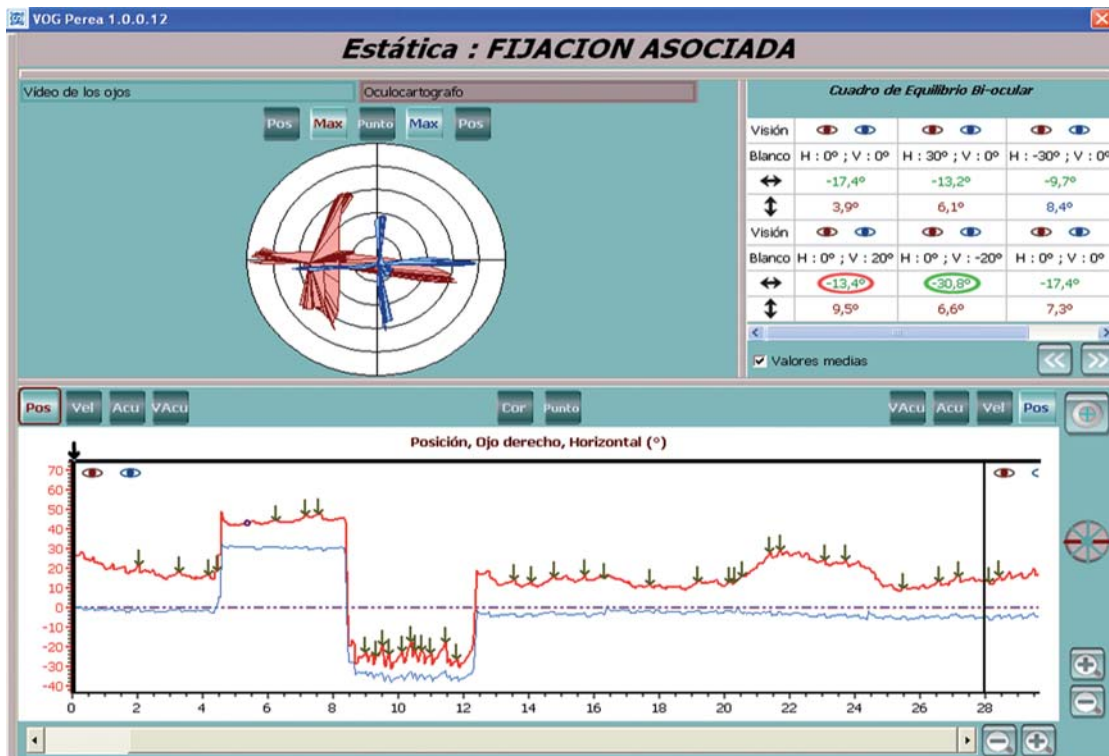 VOG Perea 1.0.0.12
Estática : FIJACION ASOCIADA
Vídeo de los ojos
Oculocartografo
Pos Max Punto Max Pos
Cuadro de Equilibrio Bi-ocular
Visión
Blanco H : 0º ; V : 0º H : 30º ; V : 0º H : -30º ; V : 0º
-17,4º -13,2º -9,7º
3,9º 6,1º 8,4º
Visión
Blanco H : 0º ; V : 20º H : 0º ; V : -20º H : 0º ; V : 0º
-13,4º -30,8º -17,4º
9,5º 6,6º 7,3º
Valores medias
Pos Vel Acu VAcu Cor Punto VAcu Acu Vel Pos
Posición, Ojo derecho, Horizontal (º)
70
60
50
40
30
20
10
0
-10
-20
-30
-40
0 2 4 6 8 10 12 14 16 18 20 22 24 26 28